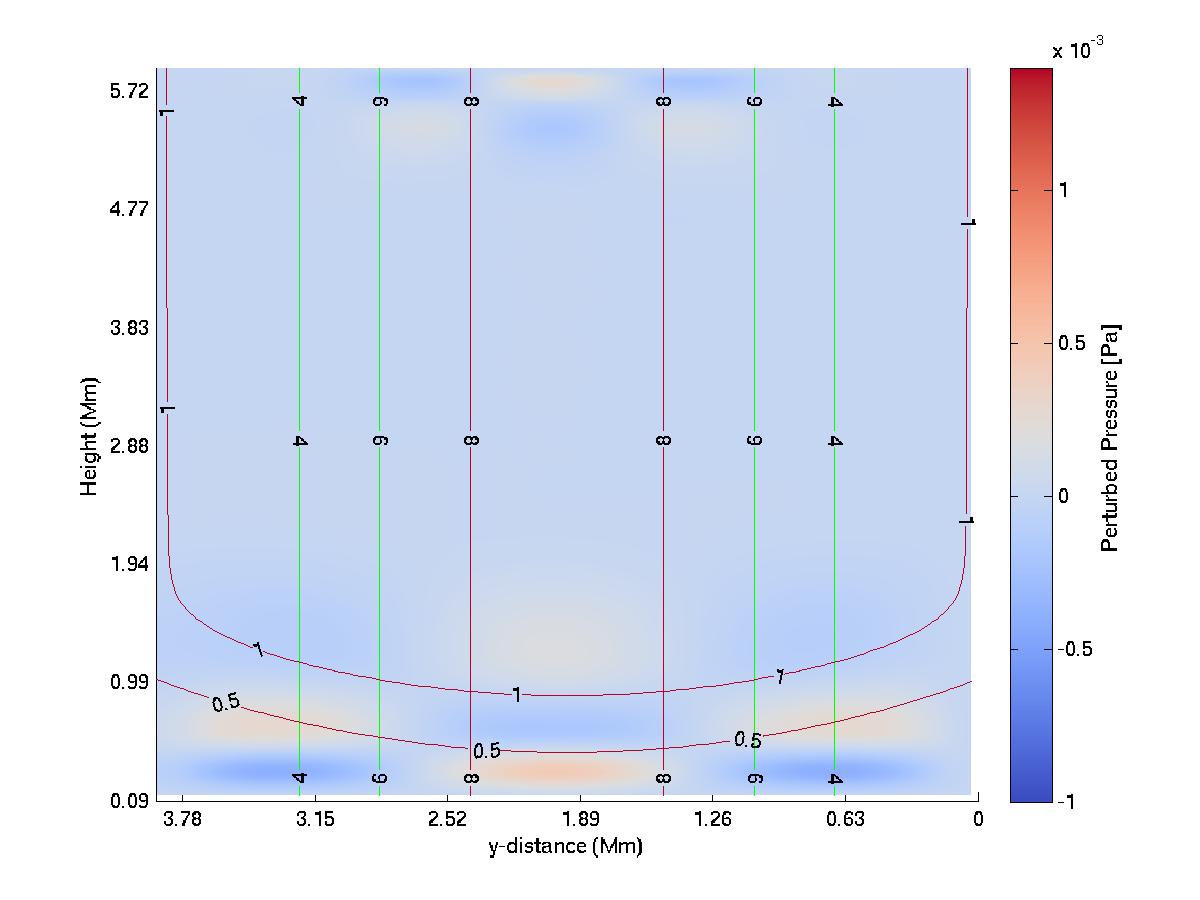 x 10-3
5.72
4 6 8 8 6 4
1
1
4.77
1
1
3.83
0.5
1
2.88
4 6 8 8 6 4
0
1
1.94
-0.5
1 1
0.99
1
0.5
0.5 0.5
8 8
4 6 6 4
0.09
-1
3.78 3.15 2.52 1.89 1.26 0.63 0
y-distance (Mm)
Height (Mm)
Perturbed Pressure [Pa]